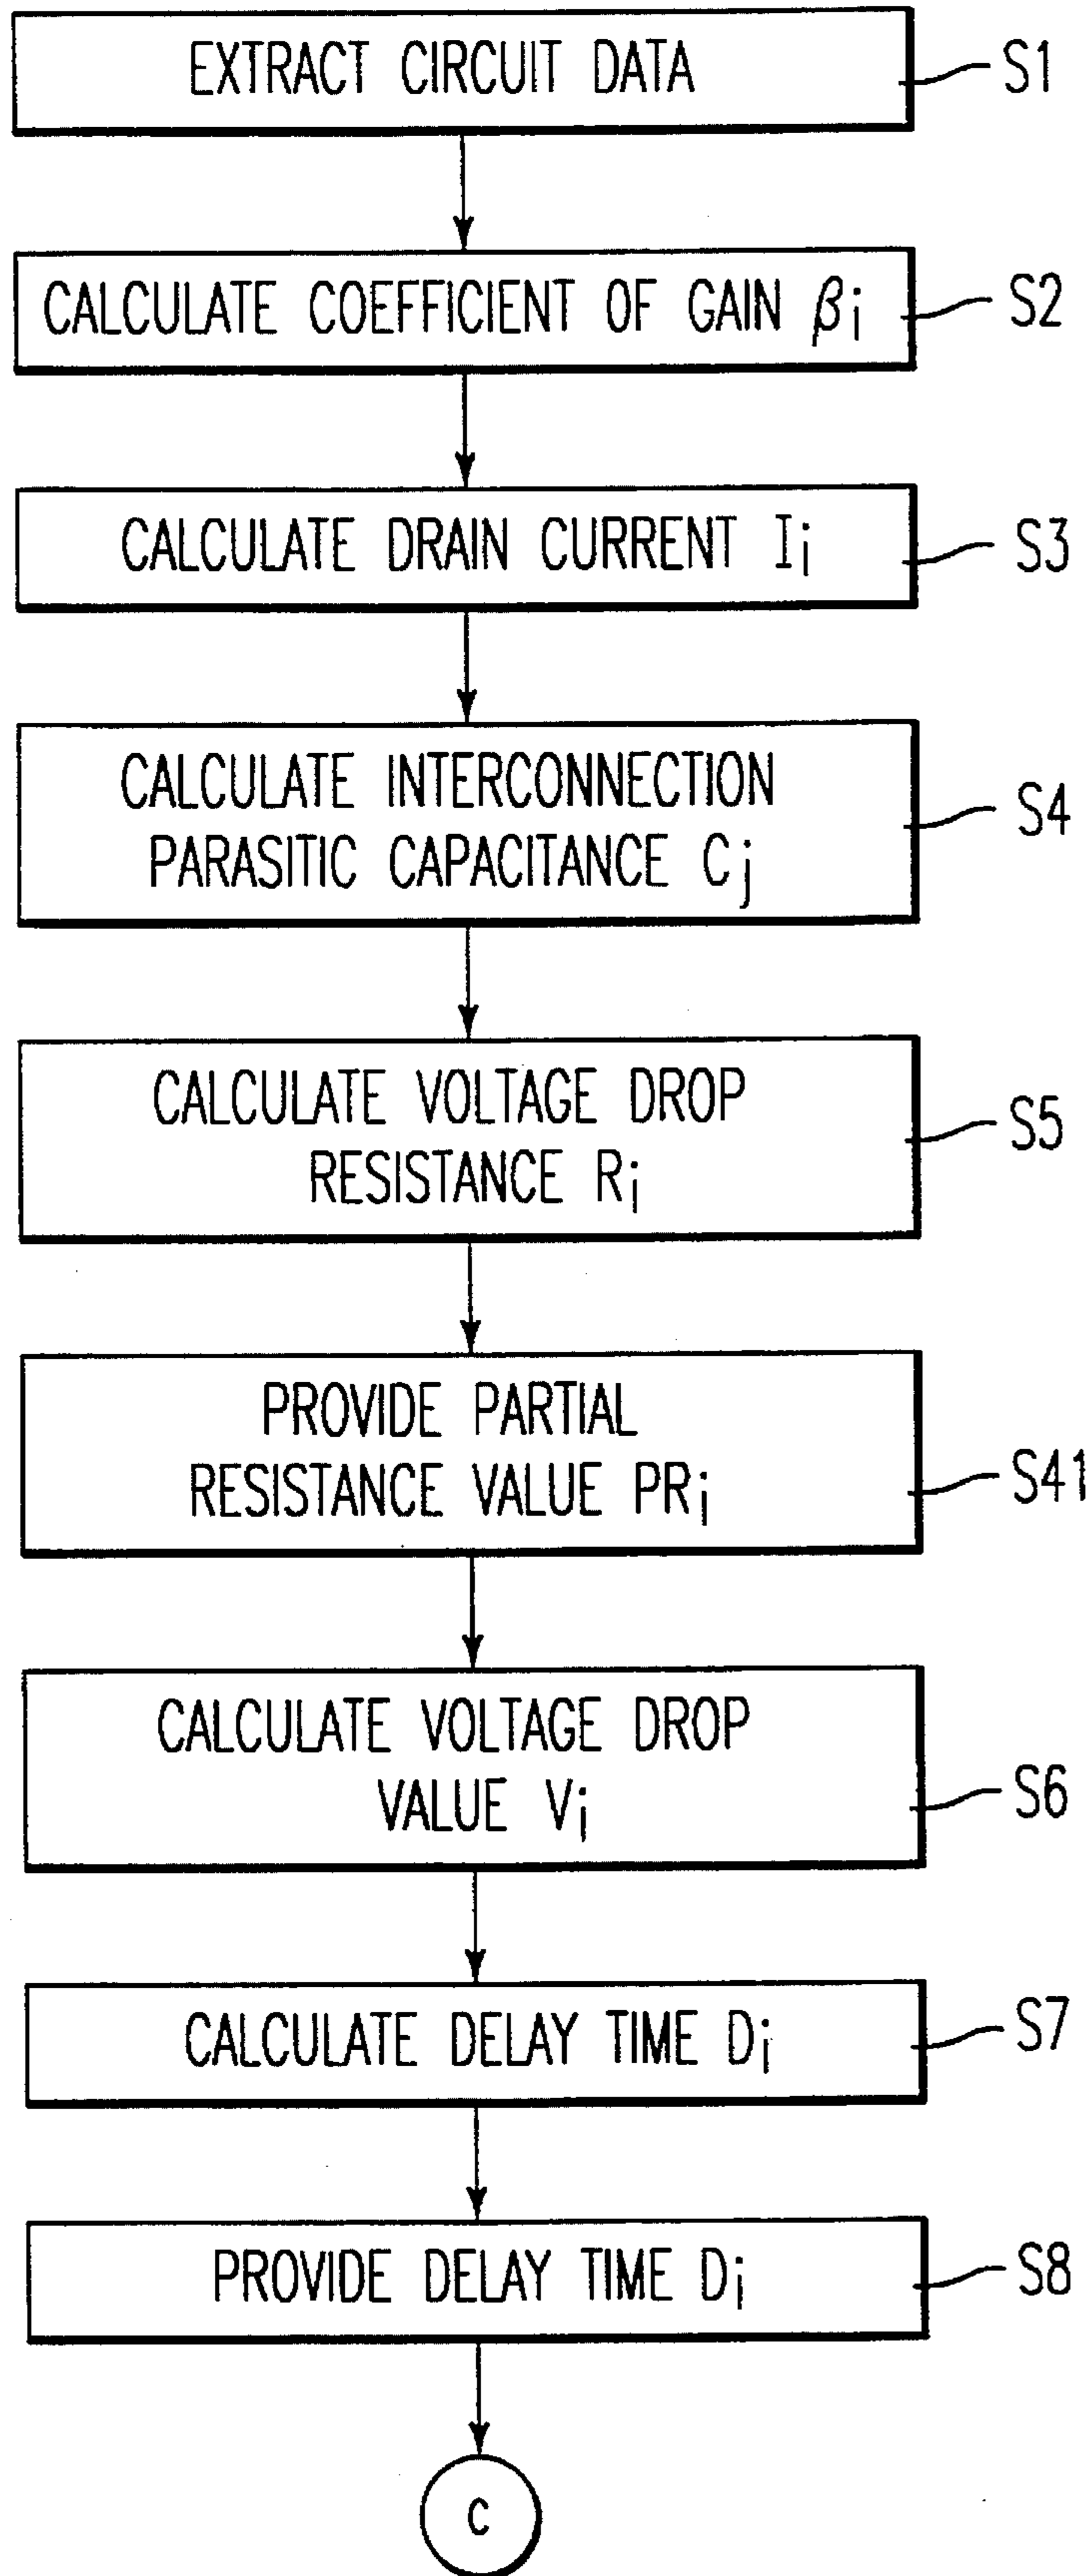 EXTRACT CIRCUIT DATA
S1
CALCULATE COEFFICIENT OF GAIN βi
S2
CALCULATE DRAIN CURRENT Ii
S3
CALCULATE INTERCONNECTION
PARASITIC CAPACITANCE Cj
S4
CALCULATE VOLTAGE DROP
RESISTANCE Ri
S5
PROVIDE PARTIAL
RESISTANCE VALUE PRi
S41
CALCULATE VOLTAGE DROP
VALUE Vi
S6
CALCULATE DELAY TIME Di
S7
PROVIDE DELAY TIME Di
S8
C